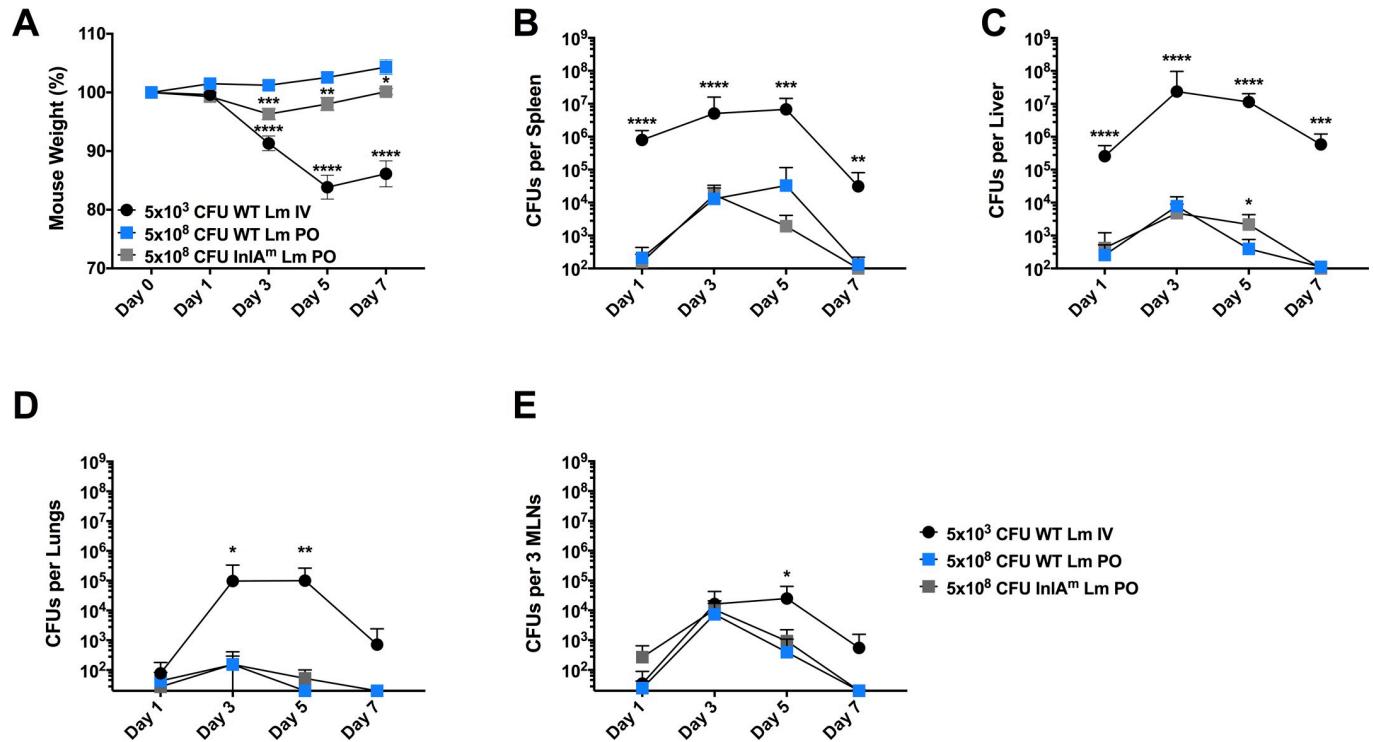 A
Mouse Weight (%)
110
100
90
80
70
***
**
*
****
****
****
5x10³ CFU WT Lm IV
5x10⁸ CFU WT Lm PO
5x10⁸ CFU InlAᵐ Lm PO
Day 0
Day 1
Day 3
Day 5
Day 7
B
CFUs per Spleen
10⁹
10⁸
10⁷
10⁶
10⁵
10⁴
10³
10²
****
****
***
**
Day 1
Day 3
Day 5
Day 7
C
CFUs per Liver
10⁹
10⁸
10⁷
10⁶
10⁵
10⁴
10³
10²
****
****
****
***
*
Day 1
Day 3
Day 5
Day 7
D
CFUs per Lungs
10⁹
10⁸
10⁷
10⁶
10⁵
10⁴
10³
10²
*
**
Day 1
Day 3
Day 5
Day 7
E
CFUs per 3 MLNs
10⁹
10⁸
10⁷
10⁶
10⁵
10⁴
10³
10²
*
Day 1
Day 3
Day 5
Day 7
5x10³ CFU WT Lm IV
5x10⁸ CFU WT Lm PO
5x10⁸ CFU InlAᵐ Lm PO